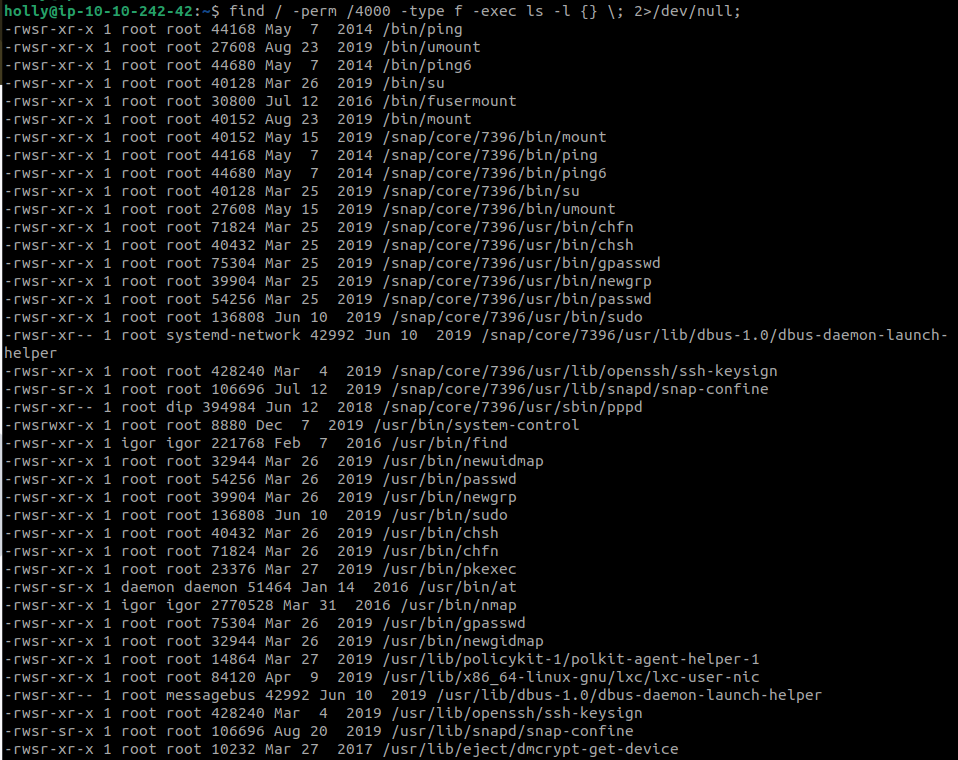 holly@ip-10-10-242-42:~$ find / -perm /4000 -type f -exec ls -l {} \; 2>/dev/null;
-rwsr-xr-x 1 root root 44168 May  7  2014 /bin/ping
-rwsr-xr-x 1 root root 27608 Aug 23  2019 /bin/umount
-rwsr-xr-x 1 root root 44680 May  7  2014 /bin/ping6
-rwsr-xr-x 1 root root 40128 Mar 26  2019 /bin/su
-rwsr-xr-x 1 root root 30800 Jul 12  2016 /bin/fusermount
-rwsr-xr-x 1 root root 40152 Aug 23  2019 /bin/mount
-rwsr-xr-x 1 root root 40152 May 15  2019 /snap/core/7396/bin/mount
-rwsr-xr-x 1 root root 44168 May  7  2014 /snap/core/7396/bin/ping
-rwsr-xr-x 1 root root 44680 May  7  2014 /snap/core/7396/bin/ping6
-rwsr-xr-x 1 root root 40128 Mar 25  2019 /snap/core/7396/bin/su
-rwsr-xr-x 1 root root 27608 May 15  2019 /snap/core/7396/bin/umount
-rwsr-xr-x 1 root root 71824 Mar 25  2019 /snap/core/7396/usr/bin/chfn
-rwsr-xr-x 1 root root 40432 Mar 25  2019 /snap/core/7396/usr/bin/chsh
-rwsr-xr-x 1 root root 75304 Mar 25  2019 /snap/core/7396/usr/bin/gpasswd
-rwsr-xr-x 1 root root 39904 Mar 25  2019 /snap/core/7396/usr/bin/newgrp
-rwsr-xr-x 1 root root 54256 Mar 25  2019 /snap/core/7396/usr/bin/passwd
-rwsr-xr-x 1 root root 136808 Jun 10  2019 /snap/core/7396/usr/bin/sudo
-rwsr-xr-- 1 root systemd-network 42992 Jun 10  2019 /snap/core/7396/usr/lib/dbus-1.0/dbus-daemon-launch-
helper
-rwsr-xr-x 1 root root 428240 Mar  4  2019 /snap/core/7396/usr/lib/openssh/ssh-keysign
-rwsr-sr-x 1 root root 106696 Jul 12  2019 /snap/core/7396/usr/lib/snapd/snap-confine
-rwsr-xr-- 1 root dip 394984 Jun 12  2018 /snap/core/7396/usr/sbin/pppd
-rwsrwxr-x 1 root root 8880 Dec  7  2019 /usr/bin/system-control
-rwsr-xr-x 1 igor igor 221768 Feb  7  2016 /usr/bin/find
-rwsr-xr-x 1 root root 32944 Mar 26  2019 /usr/bin/newuidmap
-rwsr-xr-x 1 root root 54256 Mar 26  2019 /usr/bin/passwd
-rwsr-xr-x 1 root root 39904 Mar 26  2019 /usr/bin/newgrp
-rwsr-xr-x 1 root root 136808 Jun 10  2019 /usr/bin/sudo
-rwsr-xr-x 1 root root 40432 Mar 26  2019 /usr/bin/chsh
-rwsr-xr-x 1 root root 71824 Mar 26  2019 /usr/bin/chfn
-rwsr-xr-x 1 root root 23376 Mar 27  2019 /usr/bin/pkexec
-rwsr-sr-x 1 daemon daemon 51464 Jan 14  2016 /usr/bin/at
-rwsr-xr-x 1 igor igor 2770528 Mar 31  2016 /usr/bin/nmap
-rwsr-xr-x 1 root root 75304 Mar 26  2019 /usr/bin/gpasswd
-rwsr-xr-x 1 root root 32944 Mar 26  2019 /usr/bin/newgidmap
-rwsr-xr-x 1 root root 14864 Mar 27  2019 /usr/lib/policykit-1/polkit-agent-helper-1
-rwsr-xr-x 1 root root 84120 Apr  9  2019 /usr/lib/x86_64-linux-gnu/lxc/lxc-user-nic
-rwsr-xr-- 1 root messagebus 42992 Jun 10  2019 /usr/lib/dbus-1.0/dbus-daemon-launch-helper
-rwsr-xr-x 1 root root 428240 Mar  4  2019 /usr/lib/openssh/ssh-keysign
-rwsr-sr-x 1 root root 106696 Aug 20  2019 /usr/lib/snapd/snap-confine
-rwsr-xr-x 1 root root 10232 Mar 27  2017 /usr/lib/eject/dmcrypt-get-device